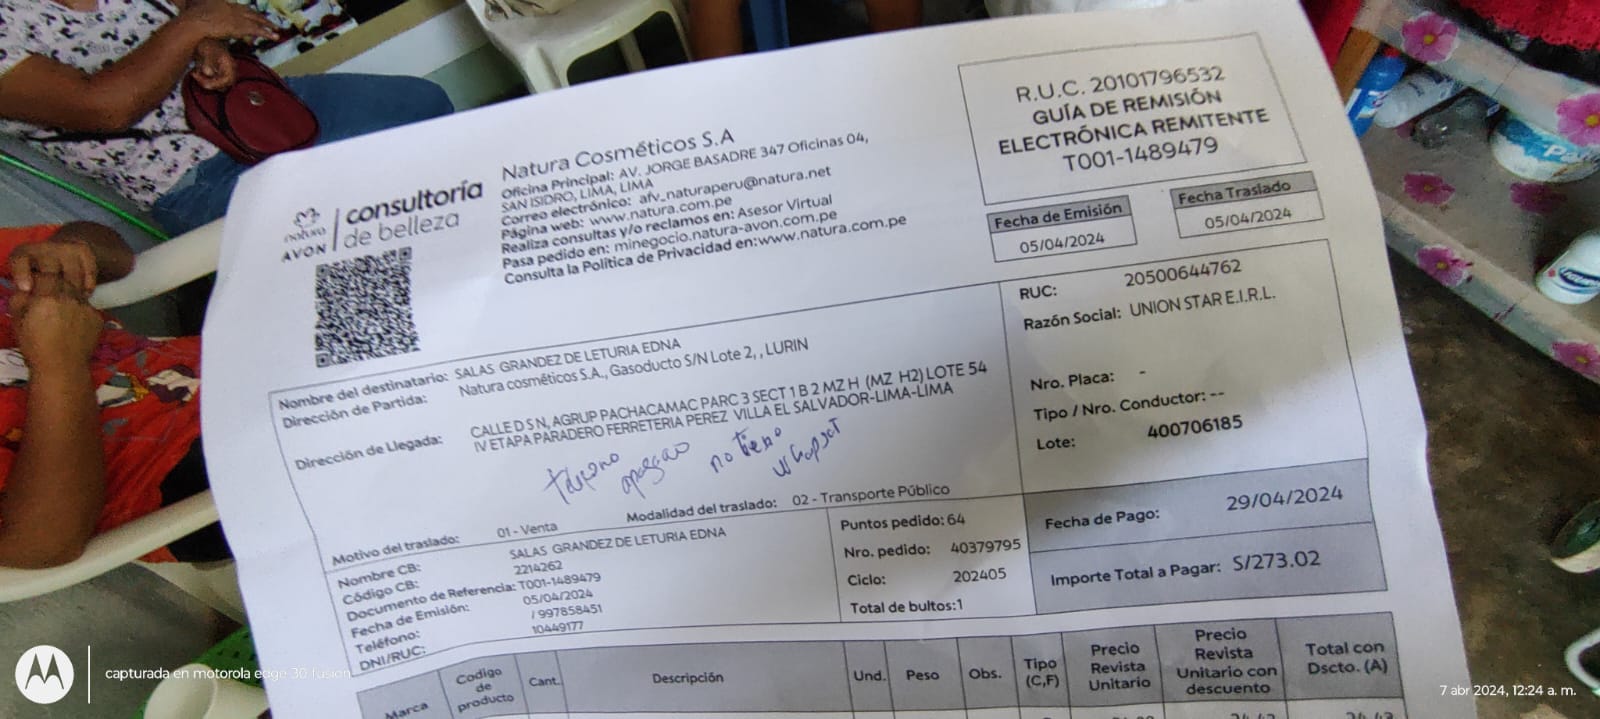 natura
AVON
consultoría
de belleza
Natura Cosméticos S.A
Oficina Principal: AV. JORGE BASADRE 347 Oficinas 04,
SAN ISIDRO, LIMA, LIMA
Correo electrónico: afv_naturaperu@natura.net
Página web: www.natura.com.pe
Realiza consultas y/o reclamos en: Asesor Virtual
Pasa pedido en: minegocio.natura-avon.com.pe
Consulta la Política de Privacidad en:www.natura.com.pe
R.U.C. 20101796532
GUÍA DE REMISIÓN
ELECTRÓNICA REMITENTE
T001-1489479
Fecha de Emisión
05/04/2024
Fecha Traslado
05/04/2024
Nombre del destinatario: SALAS GRANDEZ DE LETURIA EDNA
Dirección de Partida: Natura cosméticos S.A., Gasoducto S/N Lote 2, , LURIN
Dirección de Llegada: CALLE D S N, AGRUP PACHACAMAC PARC 3 SECT 1 B 2 MZ H (MZ H2) LOTE 54
IV ETAPA PARADERO FERRETERIA PEREZ VILLA EL SALVADOR-LIMA-LIMA
no tiene
Motivo del traslado: 01 - Venta
Modalidad del traslado: 02 - Transporte Público
RUC: 20500644762
Razón Social: UNION STAR E.I.R.L.
Nro. Placa: -
Tipo / Nro. Conductor: --
Lote: 400706185
Nombre CB: SALAS GRANDEZ DE LETURIA EDNA
Código CB: 2214262
Documento de Referencia: T001-1489479
Fecha de Emisión: 05/04/2024
Teléfono: / 997858451
DNI/RUC: 10449177
Puntos pedido: 64
Nro. pedido: 40379795
Ciclo: 202405
Total de bultos:1
Fecha de Pago: 29/04/2024
Importe Total a Pagar: S/273.02
Marca
Codigo de producto
Cant.
Descripción
Und.
Peso
Obs.
Tipo (C,F)
Precio Revista Unitario
Precio Revista Unitario con descuento
Total con Dscto. (A)
capturada en motorola edge 30 fusion
7 abr 2024, 12:24 a. m.